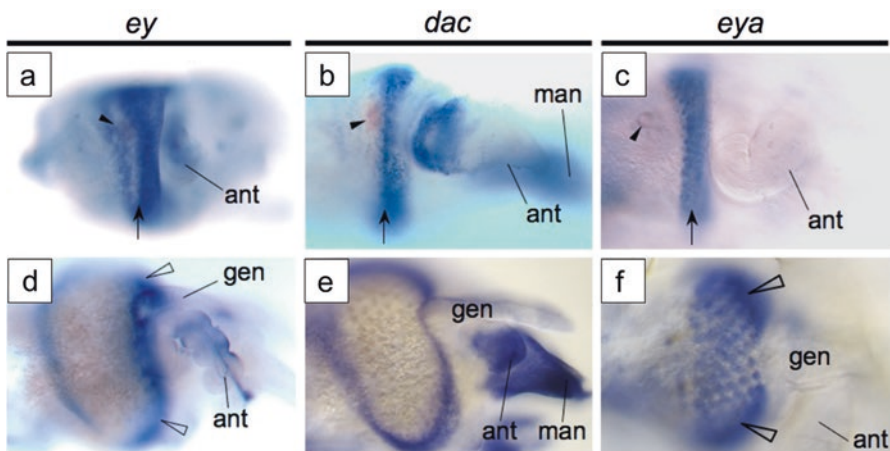 ey dac eya
a b c
man
ant ant ant
d e f
gen gen gen
ant ant man ant